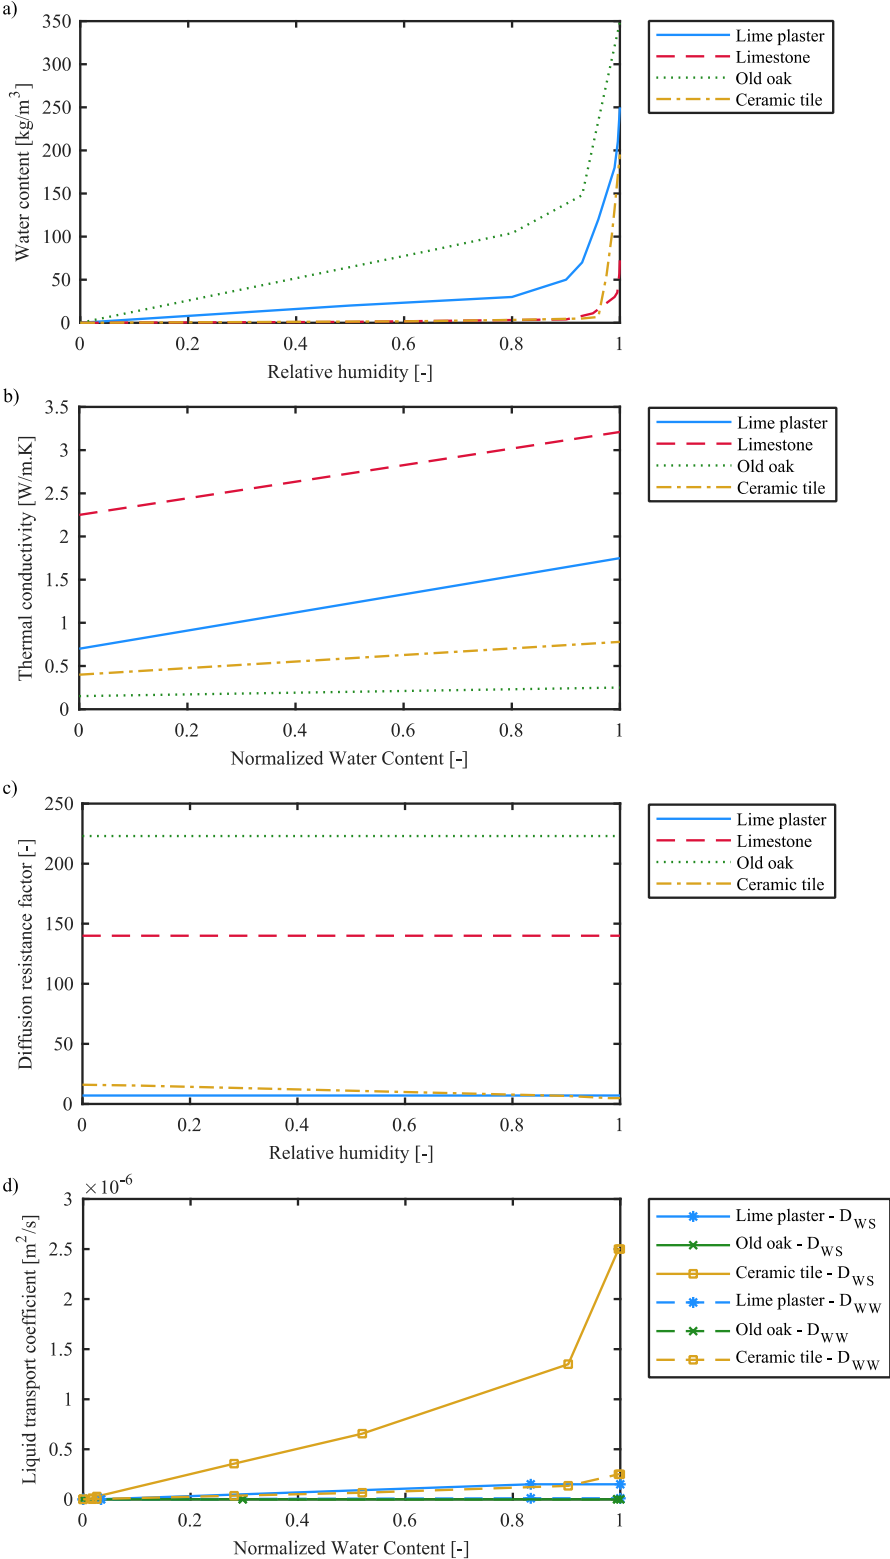 a)
350
300
250
200
150
100
50
0
Water content [kg/m³]
0 0.2 0.4 0.6 0.8 1
Relative humidity [-]
Lime plaster
Limestone
Old oak
Ceramic tile
b)
3.5
3
2.5
2
1.5
1
0.5
0
Thermal conductivity [W/m.K]
0 0.2 0.4 0.6 0.8 1
Normalized Water Content [-]
Lime plaster
Limestone
Old oak
Ceramic tile
c)
250
200
150
100
50
0
Diffusion resistance factor [-]
0 0.2 0.4 0.6 0.8 1
Relative humidity [-]
Lime plaster
Limestone
Old oak
Ceramic tile
d)
×10⁻⁶
3
2.5
2
1.5
1
0.5
0
Liquid transport coefficient [m²/s]
0 0.2 0.4 0.6 0.8 1
Normalized Water Content [-]
Lime plaster - D_WS
Old oak - D_WS
Ceramic tile - D_WS
Lime plaster - D_WW
Old oak - D_WW
Ceramic tile - D_WW